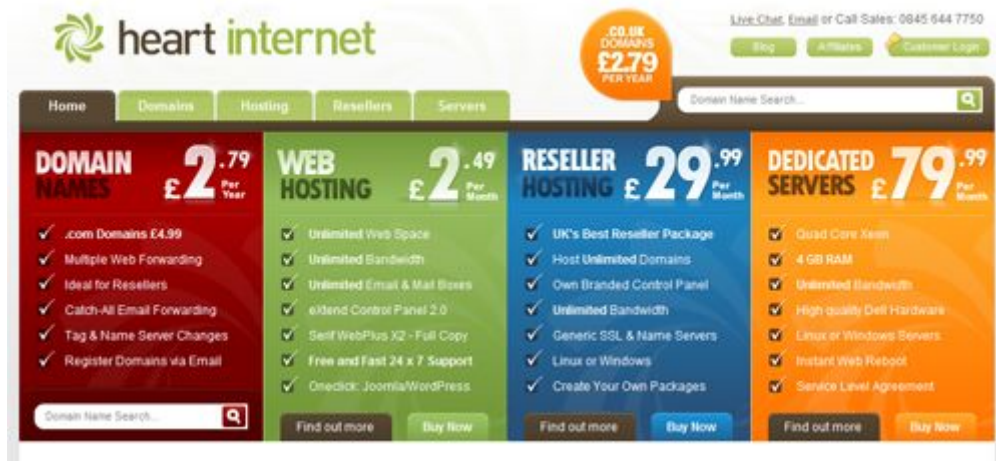 heart internet
.CO.UK
DOMAINS
£2.79
PER YEAR
Live Chat, Email or Call Sales: 0845 644 7750
Blog
Affiliates
Customer Login
Home
Domains
Hosting
Resellers
Servers
Domain Name Search...
DOMAIN
NAMES
£2.79
Per
Year
.com Domains £4.99
Multiple Web Forwarding
Ideal for Resellers
Catch-All Email Forwarding
Tag & Name Server Changes
Register Domains via Email
Domain Name Search...
WEB
HOSTING
£2.49
Per
Month
Unlimited Web Space
Unlimited Bandwidth
Unlimited Email & Mail Boxes
eXtend Control Panel 2.0
Serif WebPlus X2 - Full Copy
Free and Fast 24 x 7 Support
Oneclick: Joomla/WordPress
Find out more
Buy Now
RESELLER
HOSTING
£29.99
Per
Month
UK's Best Reseller Package
Host Unlimited Domains
Own Branded Control Panel
Unlimited Bandwidth
Generic SSL & Name Servers
Linux or Windows
Create Your Own Packages
Find out more
Buy Now
DEDICATED
SERVERS
£79.99
Per
Month
Quad Core Xeon
4 GB RAM
Unlimited Bandwidth
High quality Dell Hardware
Linux or Windows Servers
Instant Web Reboot
Service Level Agreement
Find out more
Buy Now